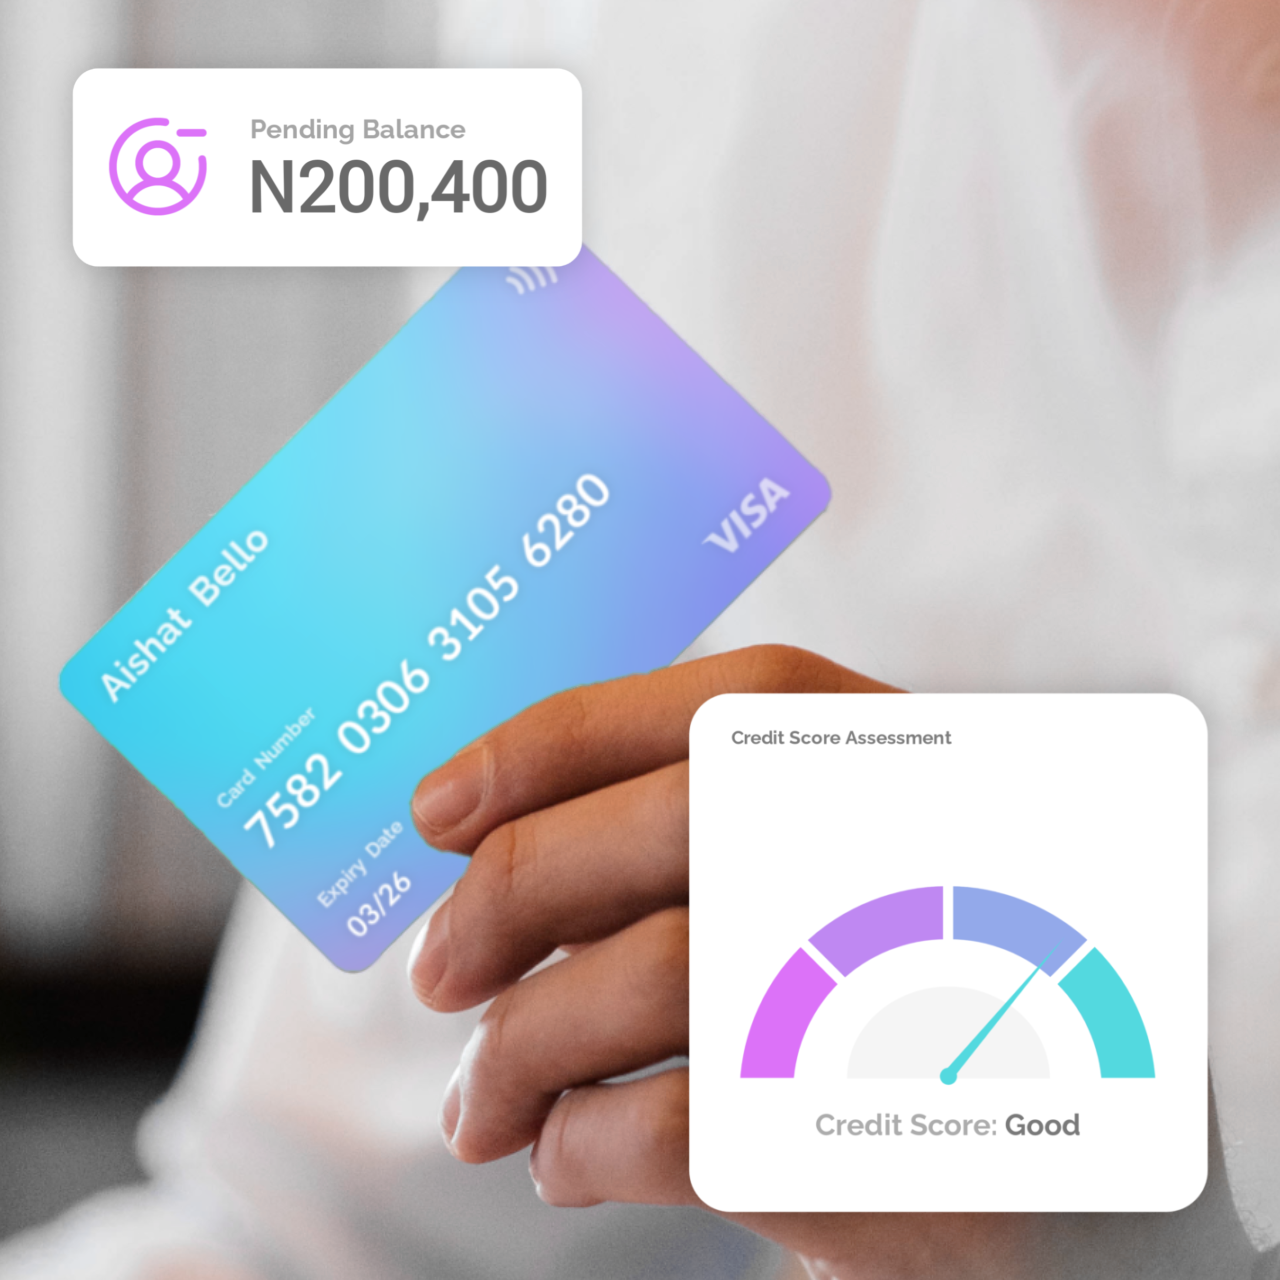 Pending Balance
N200,400
Aishat Bello
Card Number
7582 0306 3105 6280
Expiry Date
03/26
VISA
Credit Score Assessment
Credit Score: Good